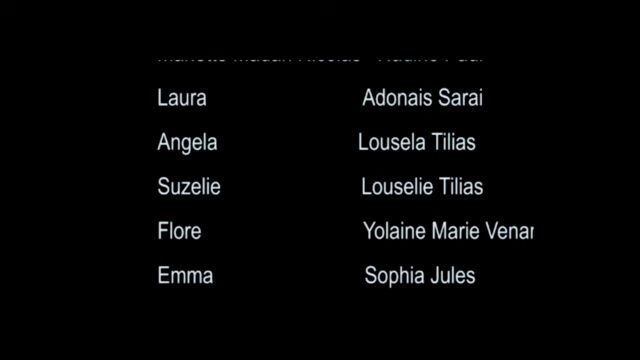 Laura Adonais Sarai
Angela Lousela Tilias
Suzelie Louselie Tilias
Flore Yolaine Marie
Emma Sophia Jules